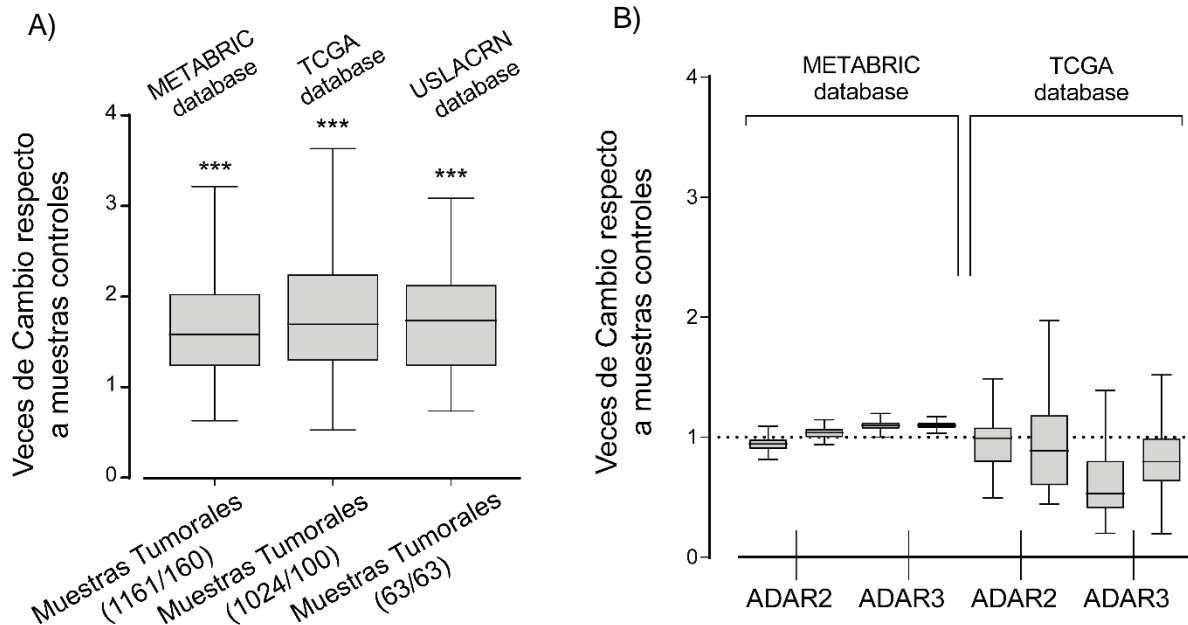 A)
METABRIC
database
TCGA
database
USLACRN
database
Veces de Cambio respecto
a muestras controles
4
3
2
1
0
***
***
***
Muestras Tumorales
(1161/160)
Muestras Tumorales
(1024/100)
Muestras Tumorales
(63/63)
B)
METABRIC
database
TCGA
database
Veces de Cambio respecto
a muestras controles
4
3
2
1
0
ADAR2
ADAR3
ADAR2
ADAR3